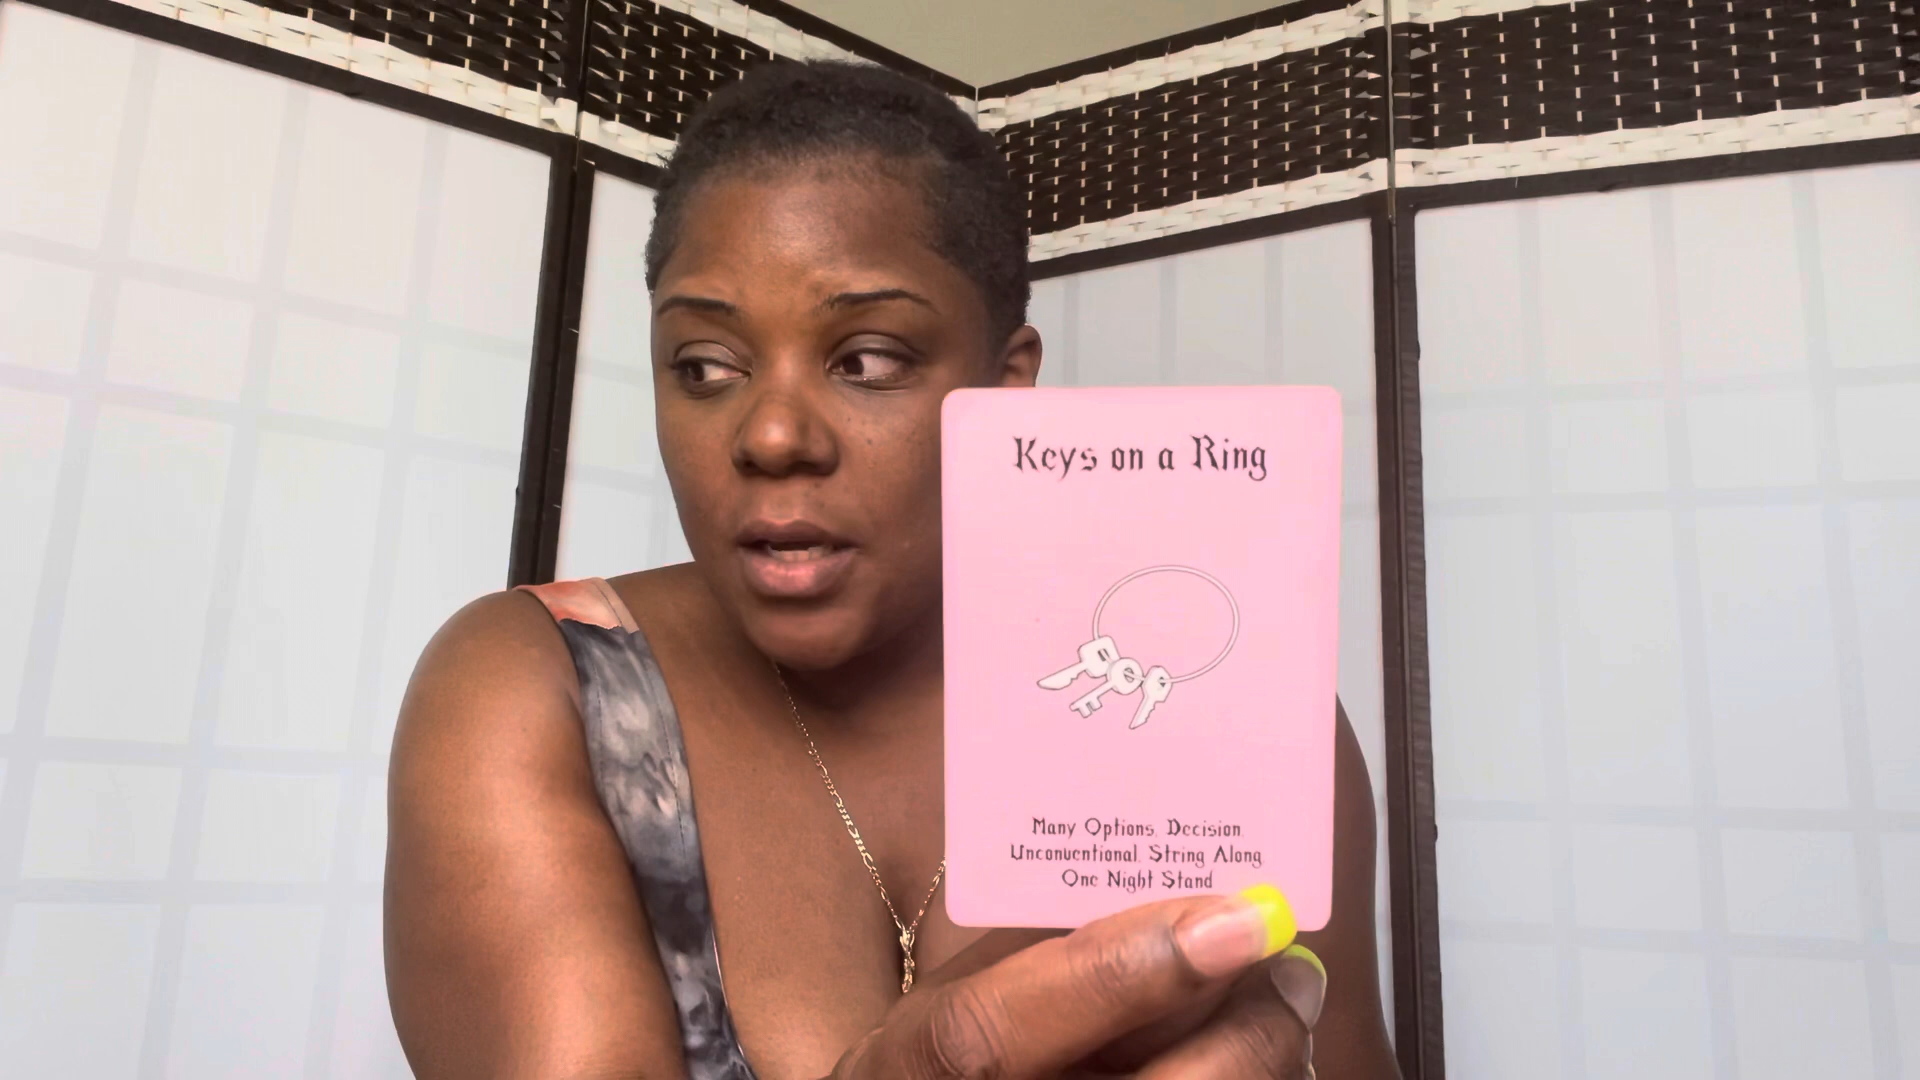 Keys on a Ring
Many Options, Decision,
Unconventional, String Along
One Night Stand